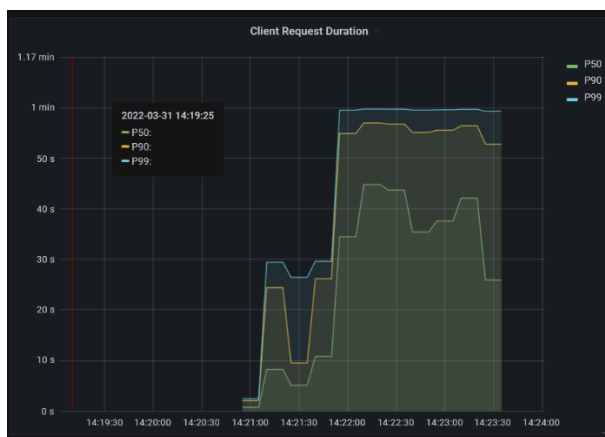 Client Request Duration
1.17 min
1 min
50 s
40 s
30 s
20 s
10 s
0 s
2022-03-31 14:19:25
P50:
P90:
P99:
P50
P90
P99
14:19:30 14:20:00 14:20:30 14:21:00 14:21:30 14:22:00 14:22:30 14:23:00 14:23:30 14:24:00